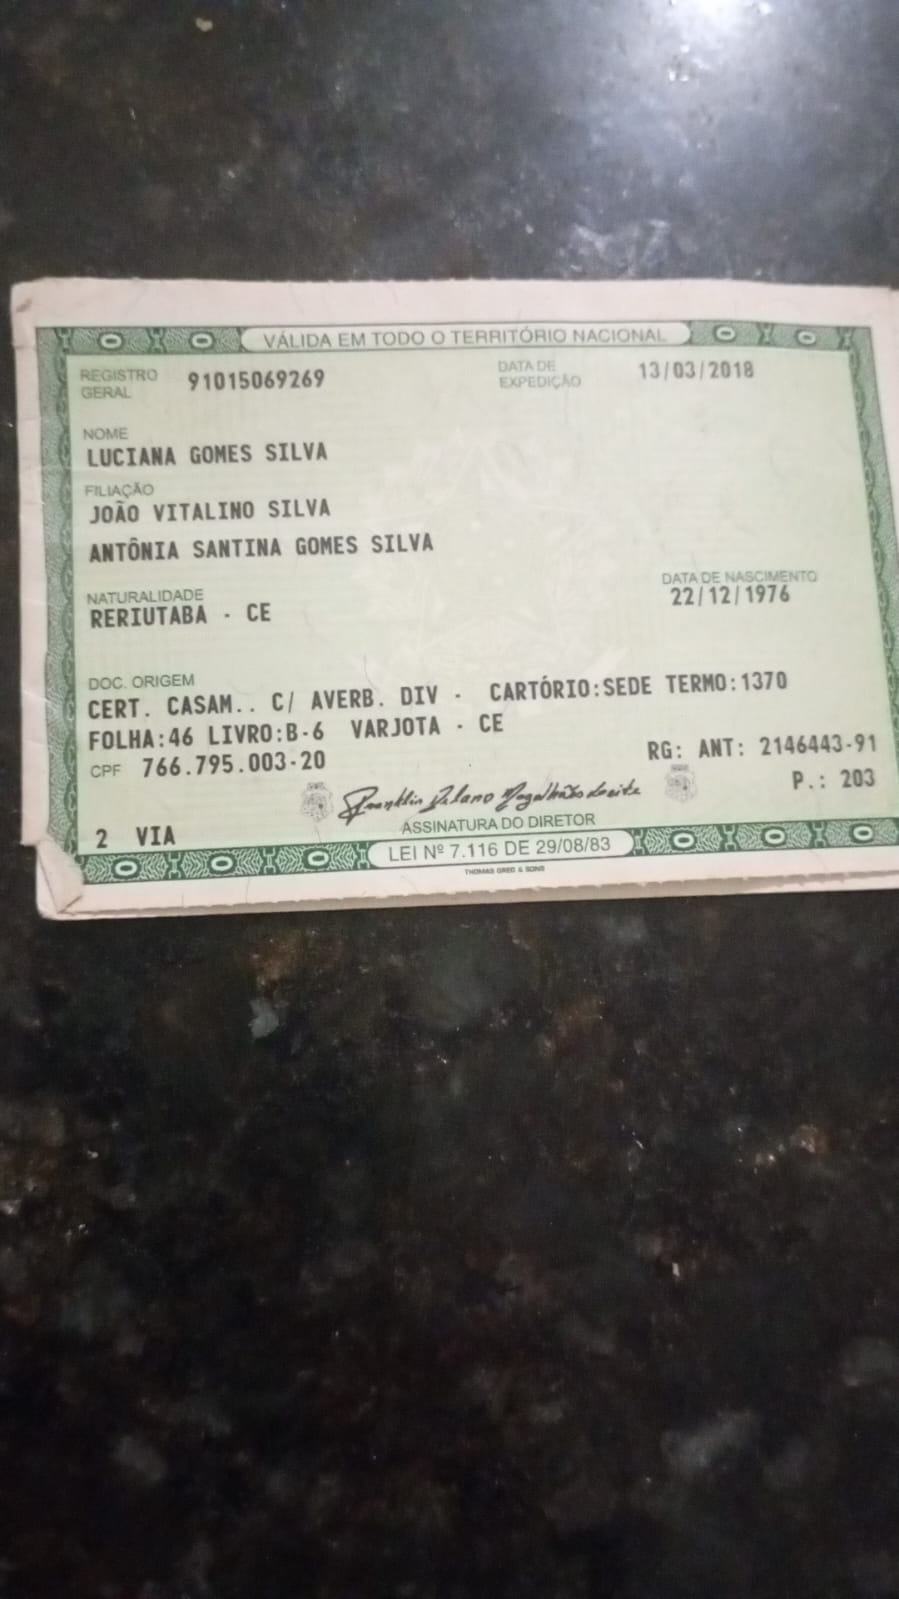 VÁLIDA EM TODO O TERRITÓRIO NACIONAL
REGISTRO GERAL 91015069269 DATA DE EXPEDIÇÃO 13/03/2018
NOME
LUCIANA GOMES SILVA
FILIAÇÃO
JOÃO VITALINO SILVA
ANTÔNIA SANTINA GOMES SILVA
NATURALIDADE DATA DE NASCIMENTO
RERIUTABA - CE 22/12/1976
DOC. ORIGEM
CERT. CASAM.. C/ AVERB. DIV - CARTÓRIO:SEDE TERMO:1370
FOLHA:46 LIVRO:B-6 VARJOTA - CE
CPF 766.795.003-20 RG: ANT: 2146443-91
P.: 203
Franklin Delano Magalhães Leite
2 VIA ASSINATURA DO DIRETOR
LEI Nº 7.116 DE 29/08/83
THOMAS GREG & SONS